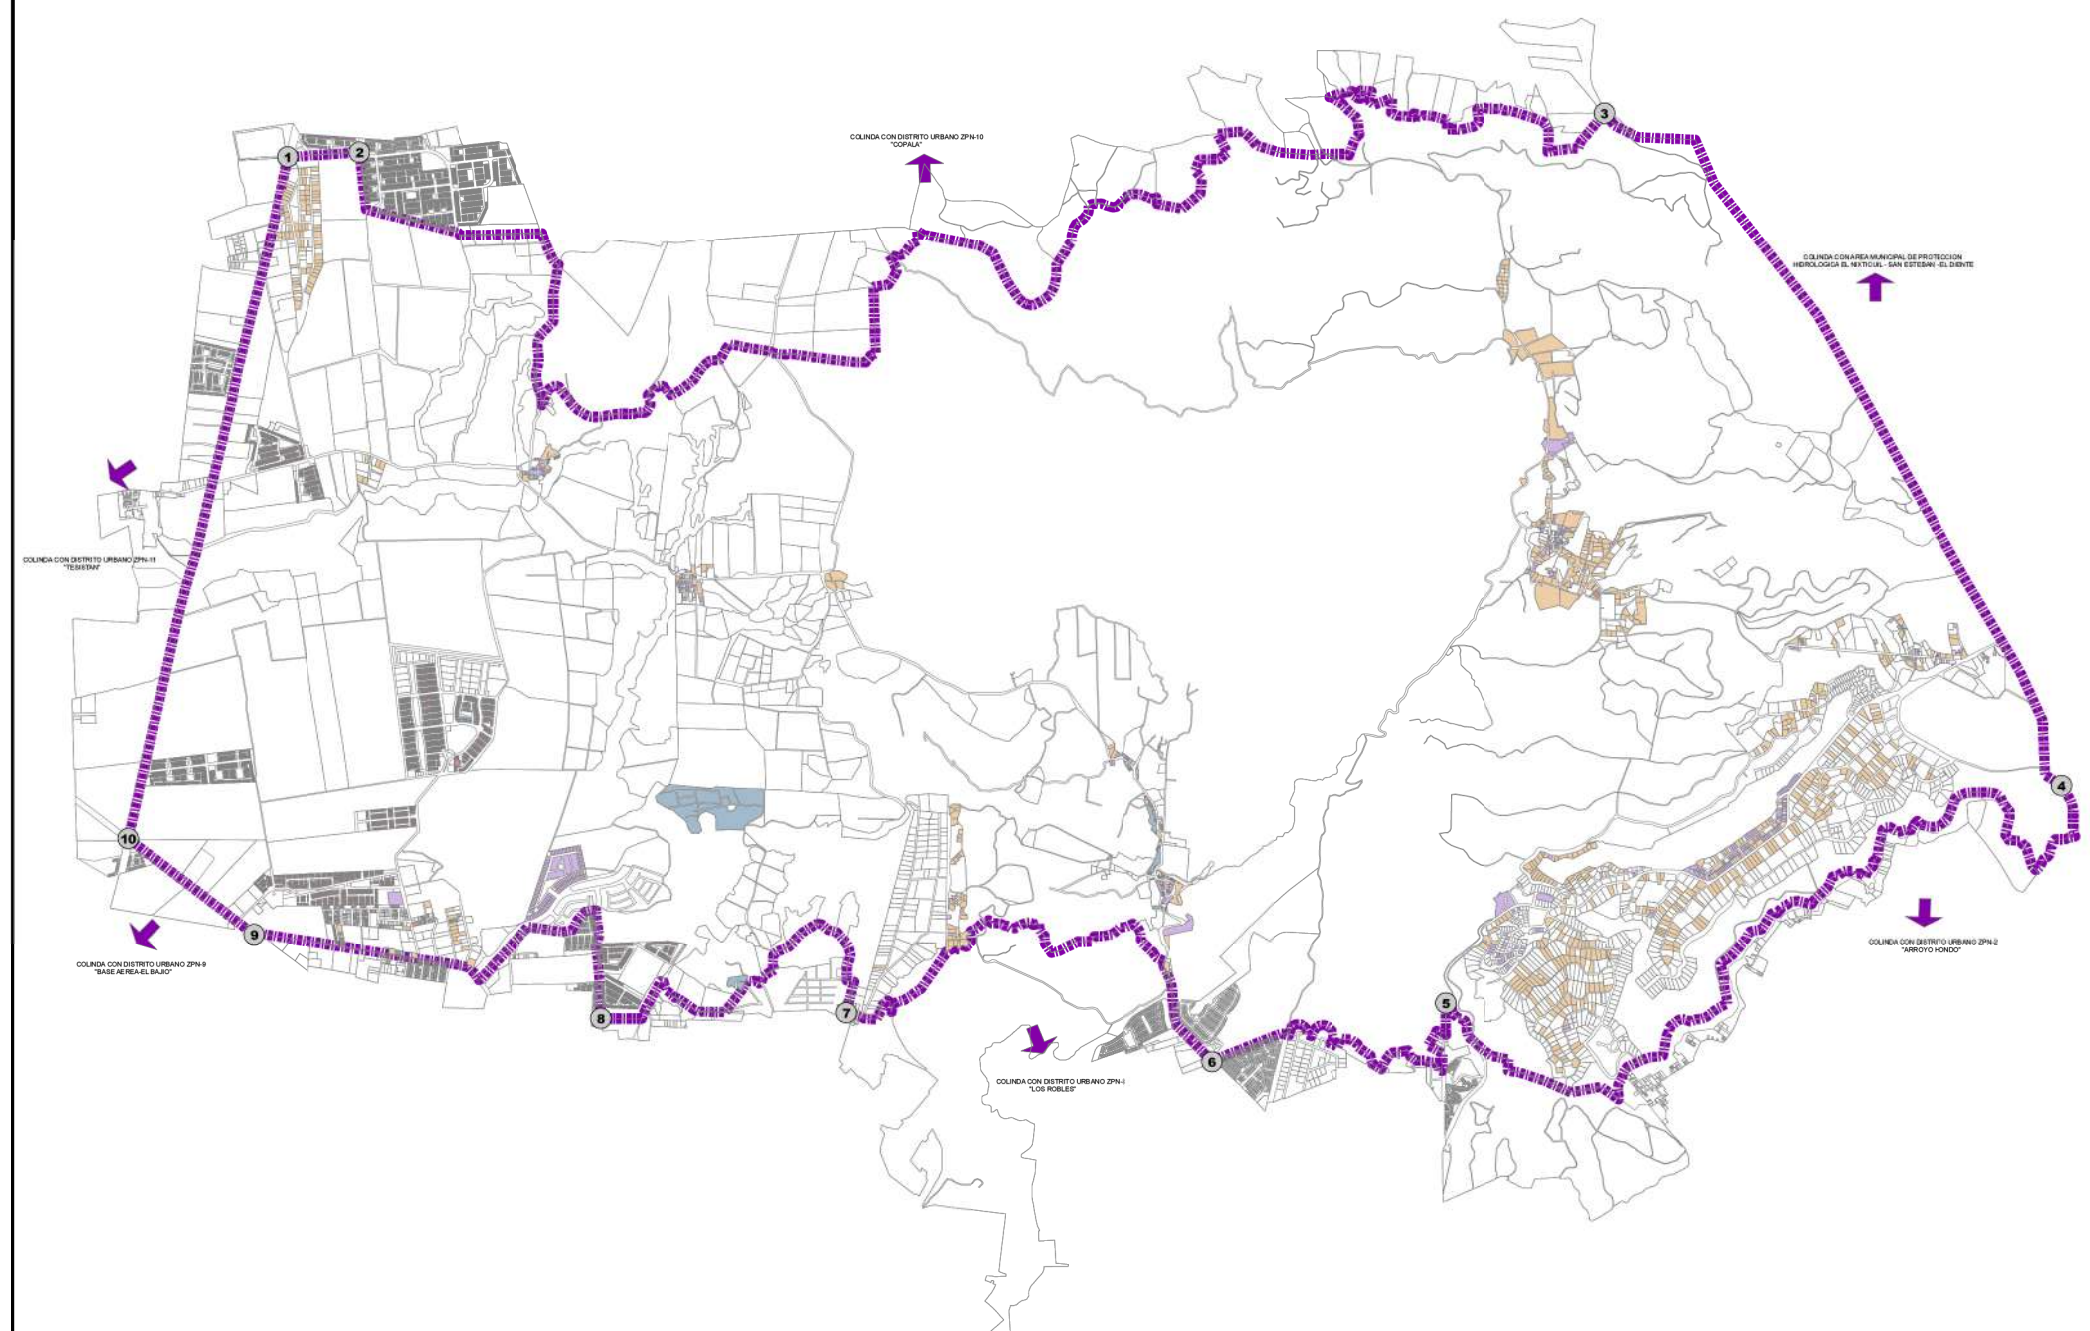 3
COLINDA CON DISTRITO URBANO ZPN-10
"COPALA"
1
2
COLINDA CON AREA MUNICIPAL DE PROTECCION
HIDROLOGICA EL NIXTICUIL - SAN ESTEBAN - EL DIENTE
COLINDA CON DISTRITO URBANO ZPN-11
"TESISTAN"
4
10
9
COLINDA CON DISTRITO URBANO ZPN-2
"ARROYO HONDO"
COLINDA CON DISTRITO URBANO ZPN-9
"BASE AEREA-EL BAJIO"
5
7
8
6
COLINDA CON DISTRITO URBANO
"LOS ROBLES"